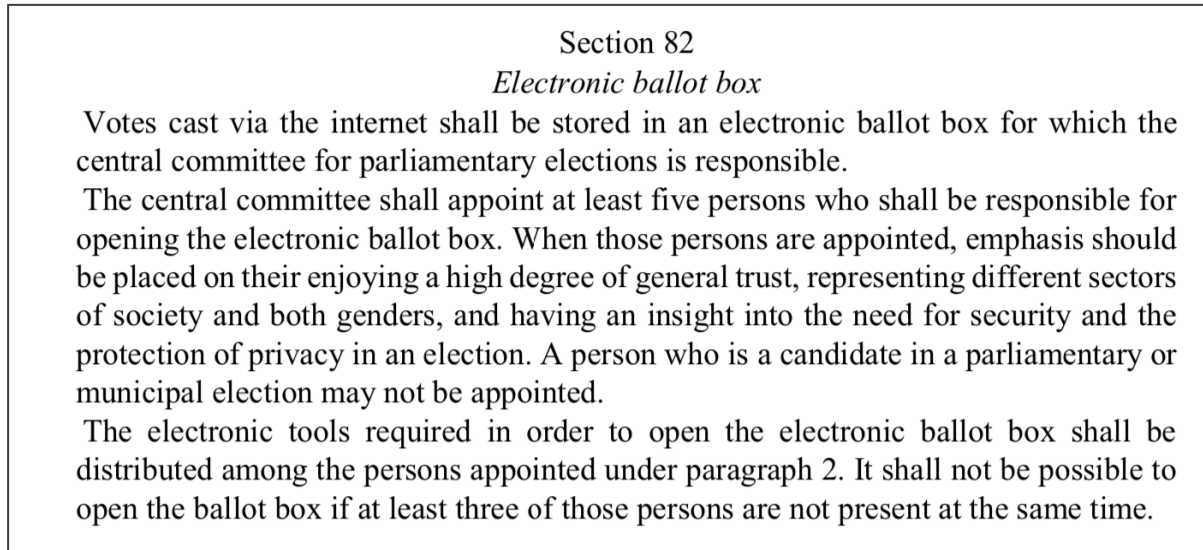 Section 82
Electronic ballot box
Votes cast via the internet shall be stored in an electronic ballot box for which the
central committee for parliamentary elections is responsible.
The central committee shall appoint at least five persons who shall be responsible for
opening the electronic ballot box. When those persons are appointed, emphasis should
be placed on their enjoying a high degree of general trust, representing different sectors
of society and both genders, and having an insight into the need for security and the
protection of privacy in an election. A person who is a candidate in a parliamentary or
municipal election may not be appointed.
The electronic tools required in order to open the electronic ballot box shall be
distributed among the persons appointed under paragraph 2. It shall not be possible to
open the ballot box if at least three of those persons are not present at the same time.